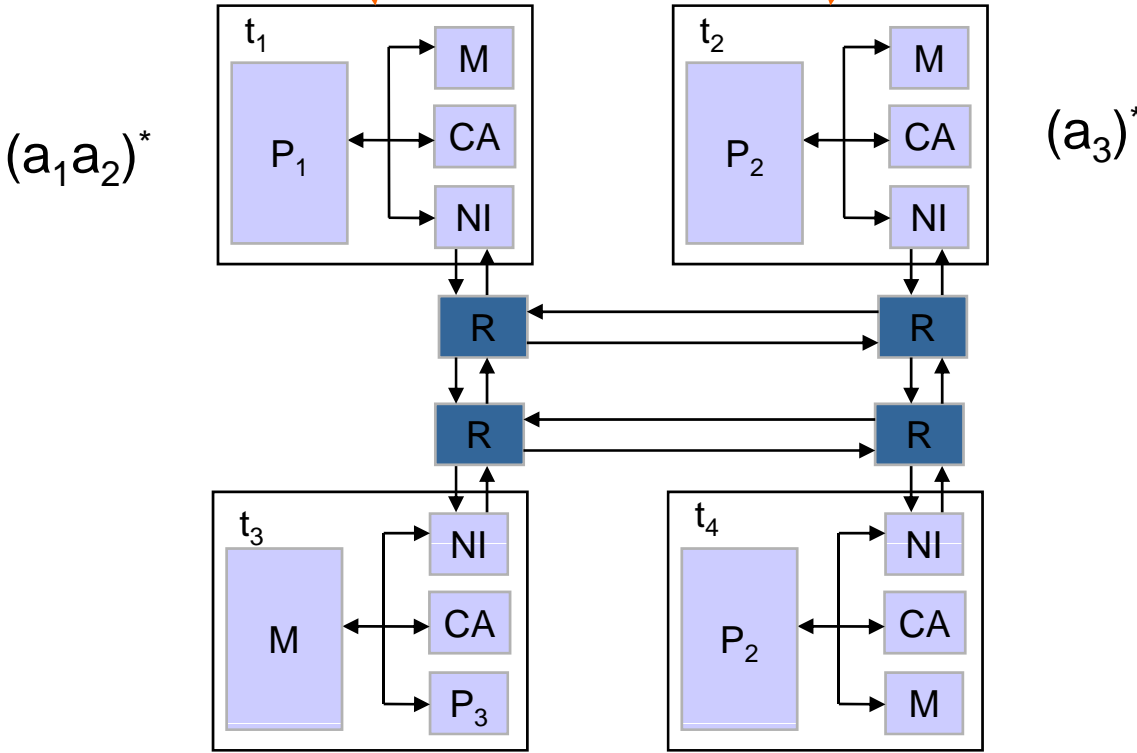 t₁
M
P₁
CA
NI
(a₁a₂)*
t₂
M
P₂
CA
NI
(a₃)*
R
R
R
R
t₃
NI
M
CA
P₃
t₄
NI
P₂
CA
M